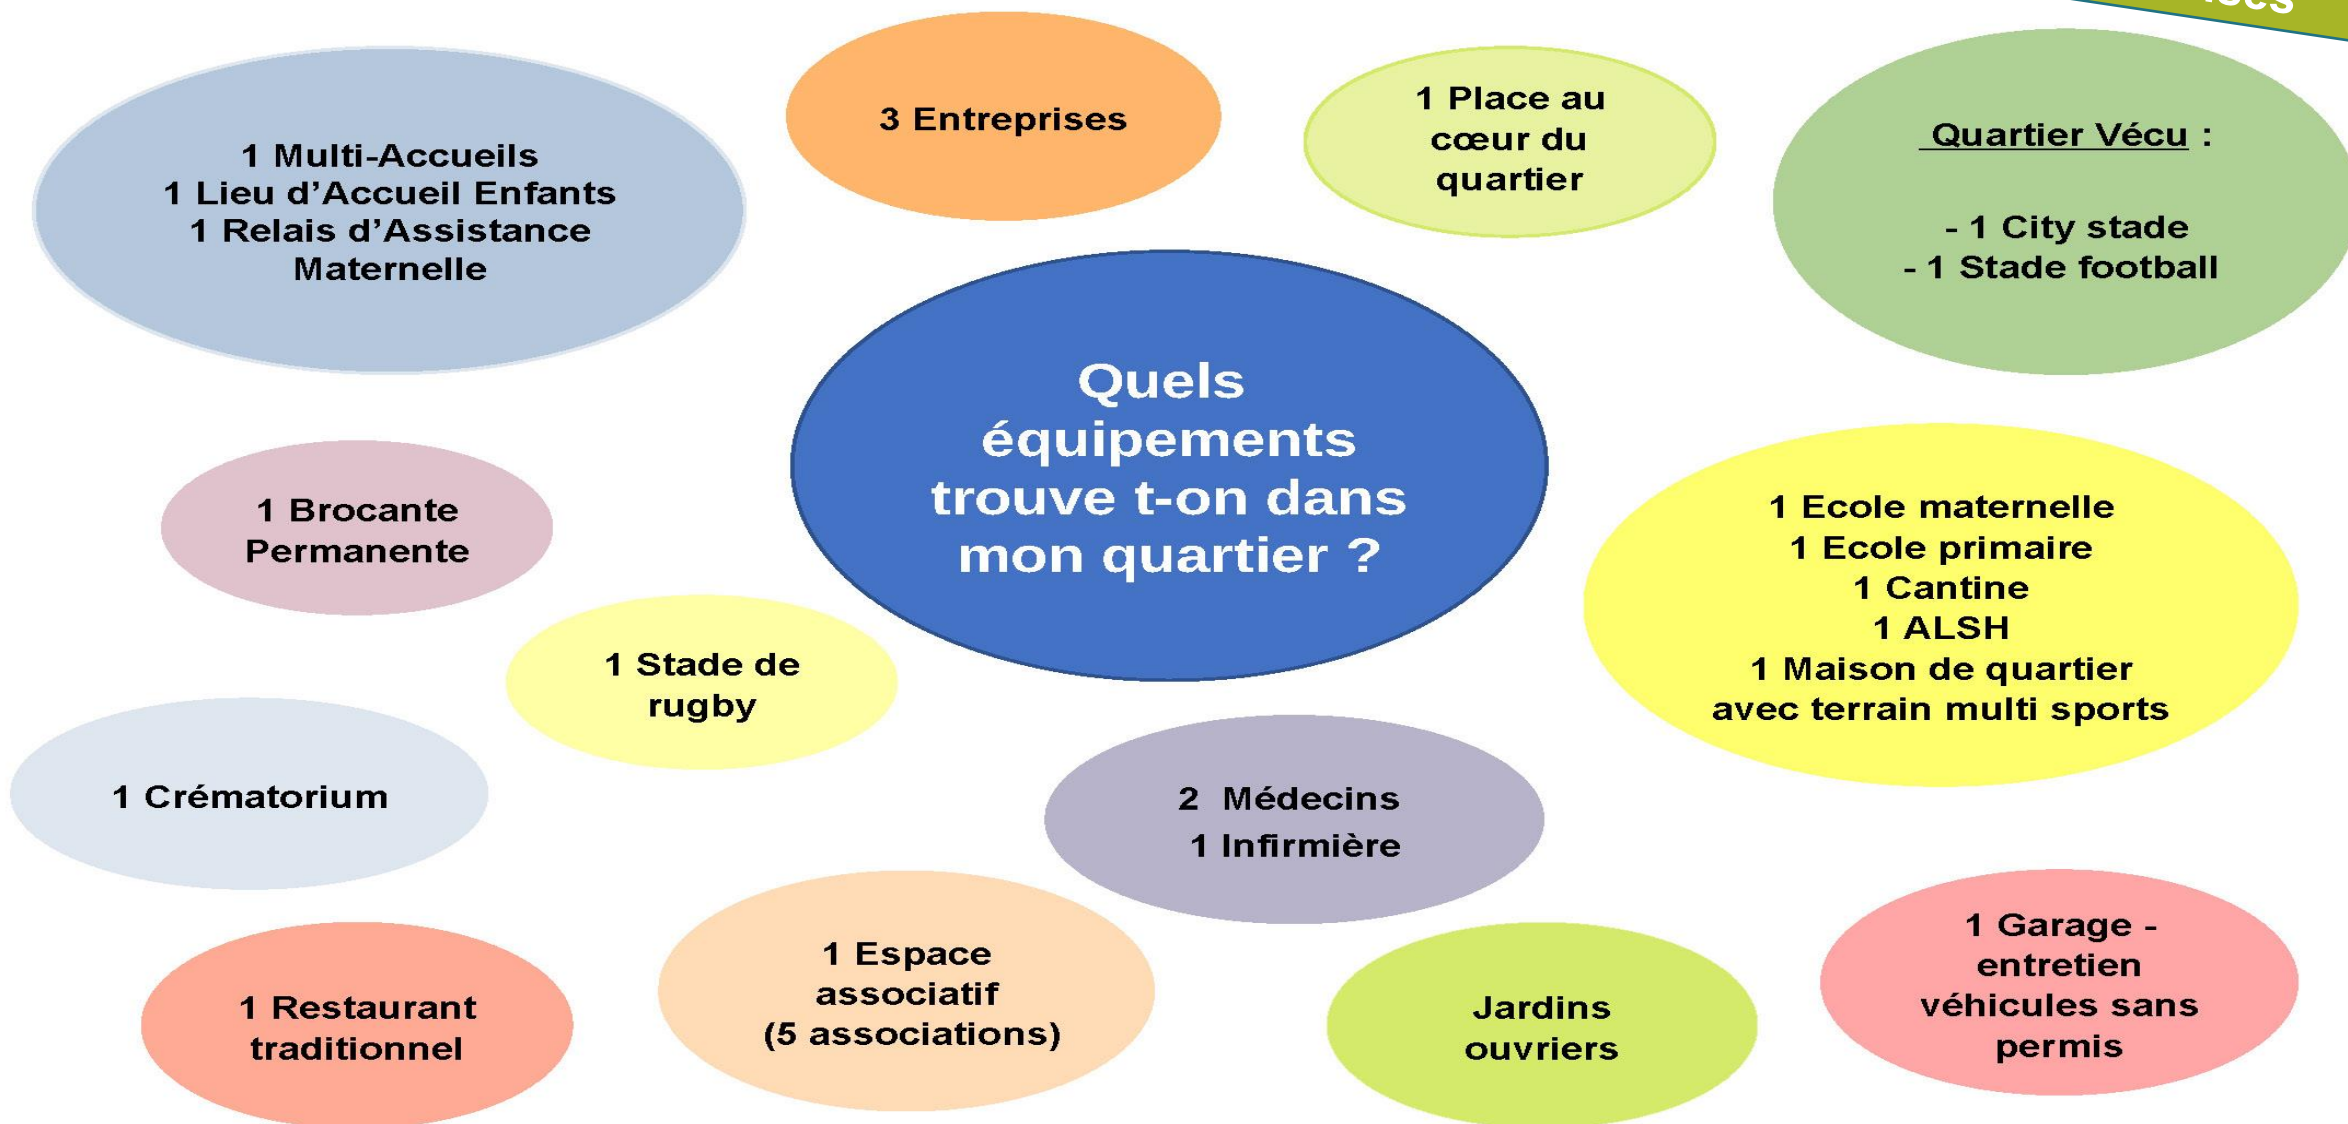 1 Multi-Accueils
1 Lieu d’Accueil Enfants
1 Relais d’Assistance
Maternelle
3 Entreprises
1 Place au
cœur du
quartier
Quartier Vécu :
- 1 City stade
- 1 Stade football
Quels
équipements
trouve t-on dans
mon quartier ?
1 Brocante
Permanente
1 Stade de
rugby
1 Ecole maternelle
1 Ecole primaire
1 Cantine
1 ALSH
1 Maison de quartier
avec terrain multi sports
1 Crématorium
2 Médecins
1 Infirmière
1 Restaurant
traditionnel
1 Espace
associatif
(5 associations)
Jardins
ouvriers
1 Garage -
entretien
véhicules sans
permis